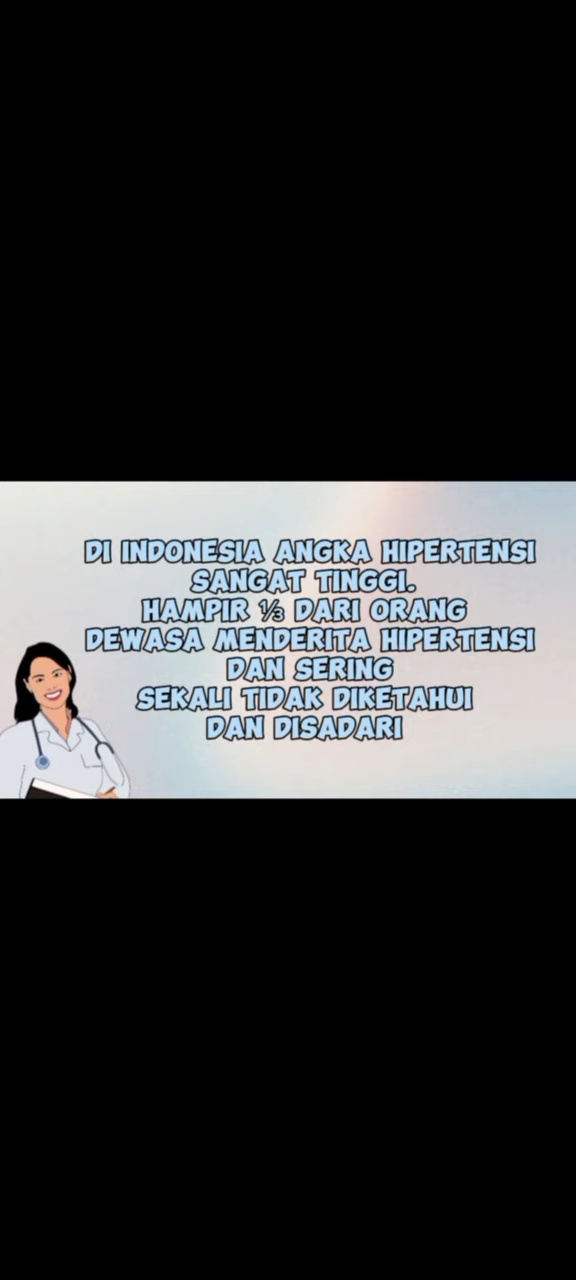 DI INDONESIA ANGKA HIPERTENSI
SANGAT TINGGI.
HAMPIR ⅓ DARI ORANG
DEWASA MENDERITA HIPERTENSI
DAN SERING
SEKALI TIDAK DIKETAHUI
DAN DISADARI